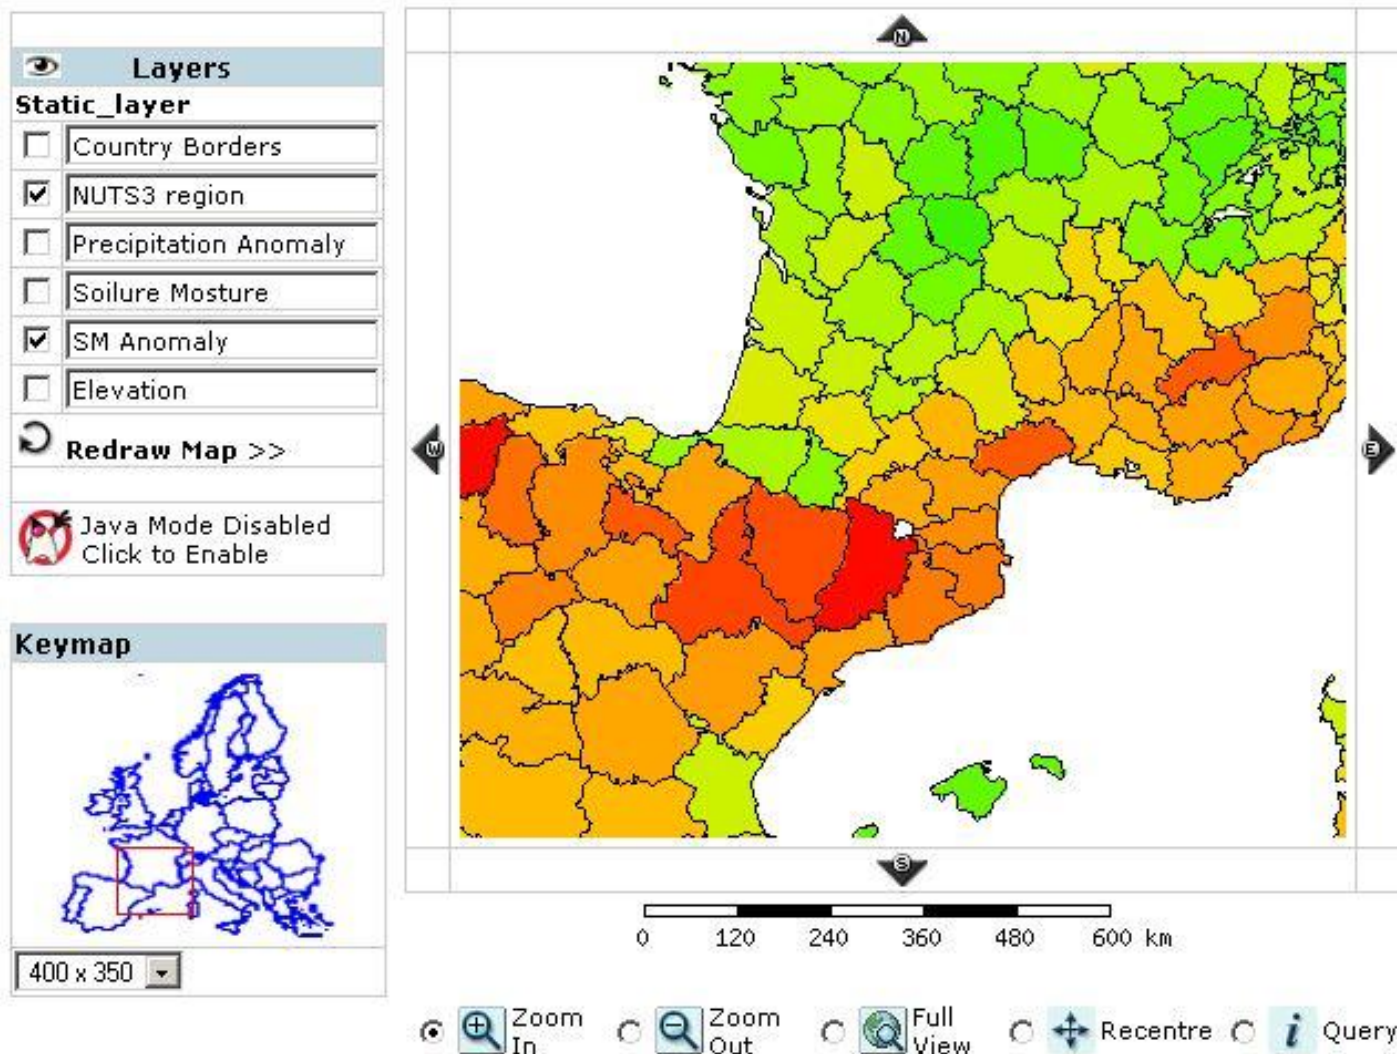 Layers
Static_layer
Country Borders
NUTS3 region
Precipitation Anomaly
Soilure Mosture
SM Anomaly
Elevation
Redraw Map >>
Java Mode Disabled
Click to Enable
Keymap
400 x 350
N
W
E
S
0 120 240 360 480 600 km
Zoom In
Zoom Out
Full View
Recentre
i Query